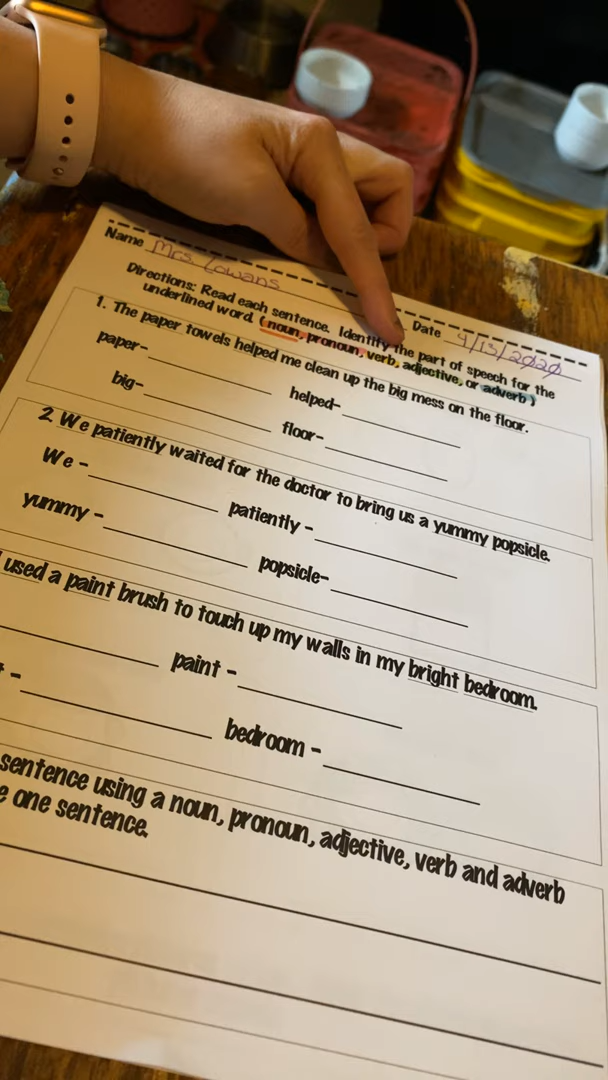 Name Mrs. Lowans Date 4/13/2020
Directions: Read each sentence. Identify the part of speech for the
underlined word. (noun, pronoun, verb, adjective, or adverb)
1. The paper towels helped me clean up the big mess on the floor.
paper- helped-
big- floor-
2. We patiently waited for the doctor to bring us a yummy popsicle.
We - patiently -
yummy - popsicle-
I used a paint brush to touch up my walls in my bright bedroom.
paint -
- bedroom -
sentence using a noun, pronoun, adjective, verb and adverb
one sentence.